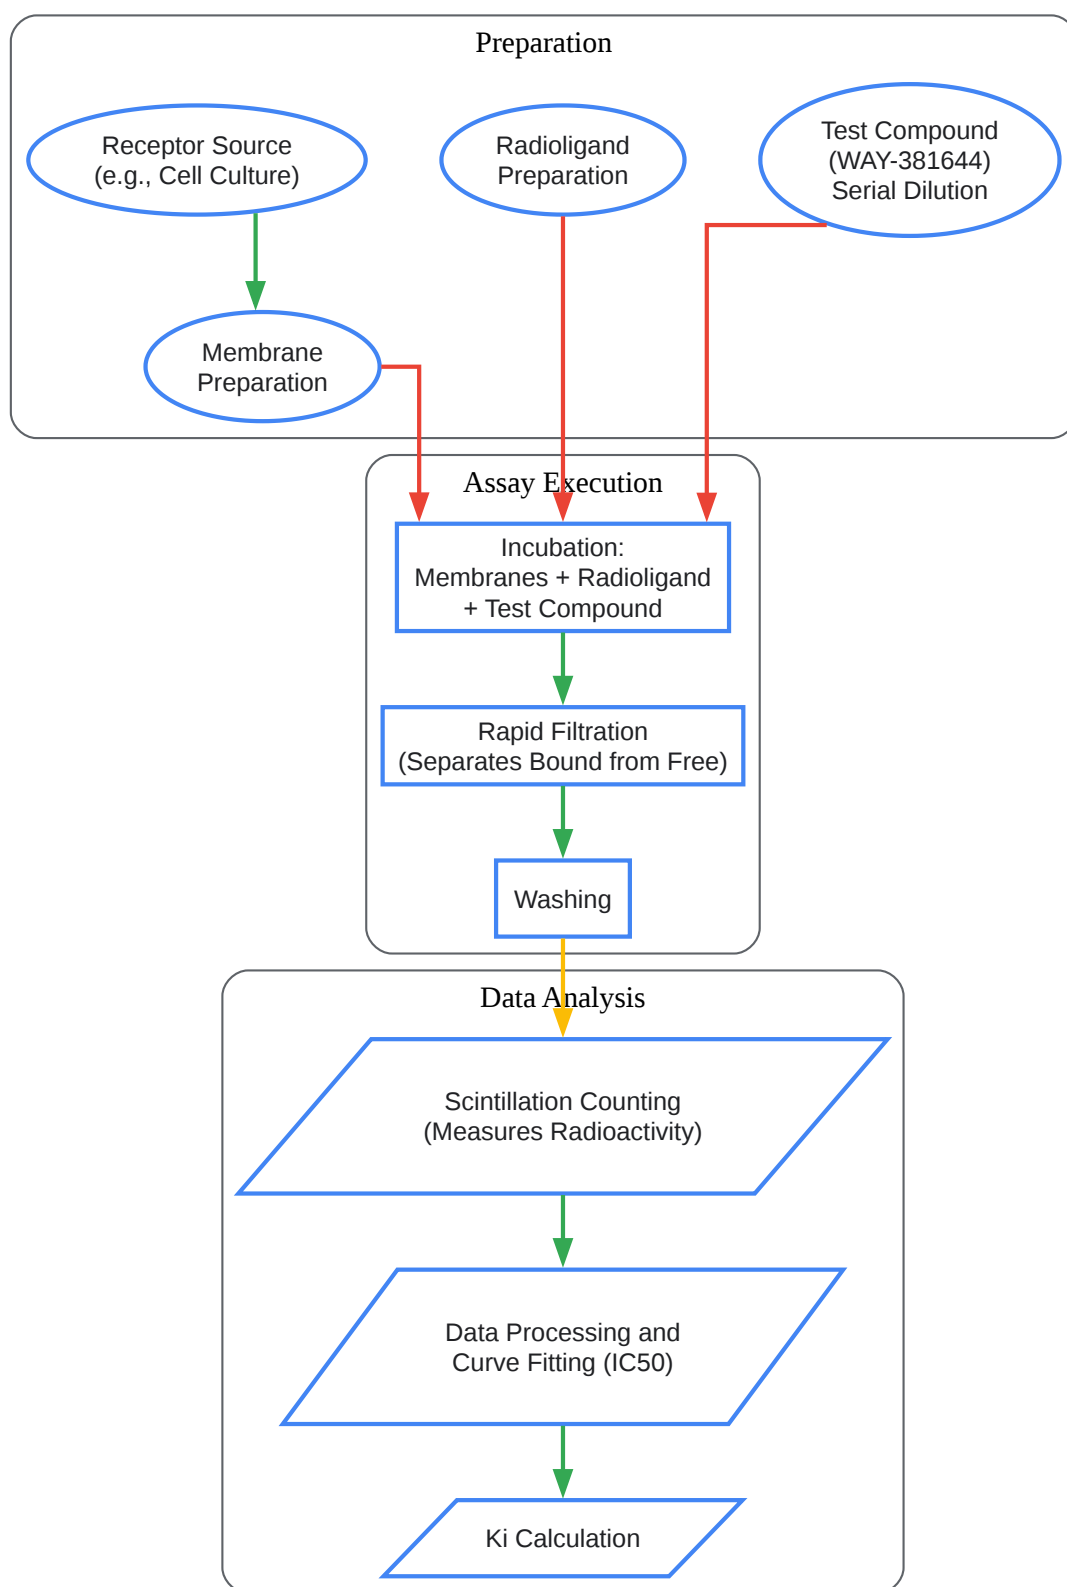 Preparation
Receptor Source
(e.g., Cell Culture)
Radioligand
Preparation
Test Compound
(WAY-381644)
Serial Dilution
Membrane
Preparation
Assay Execution
Incubation:
Membranes + Radioligand
+ Test Compound
Rapid Filtration
(Separates Bound from Free)
Washing
Data Analysis
Scintillation Counting
(Measures Radioactivity)
Data Processing and
Curve Fitting (IC50)
Ki Calculation